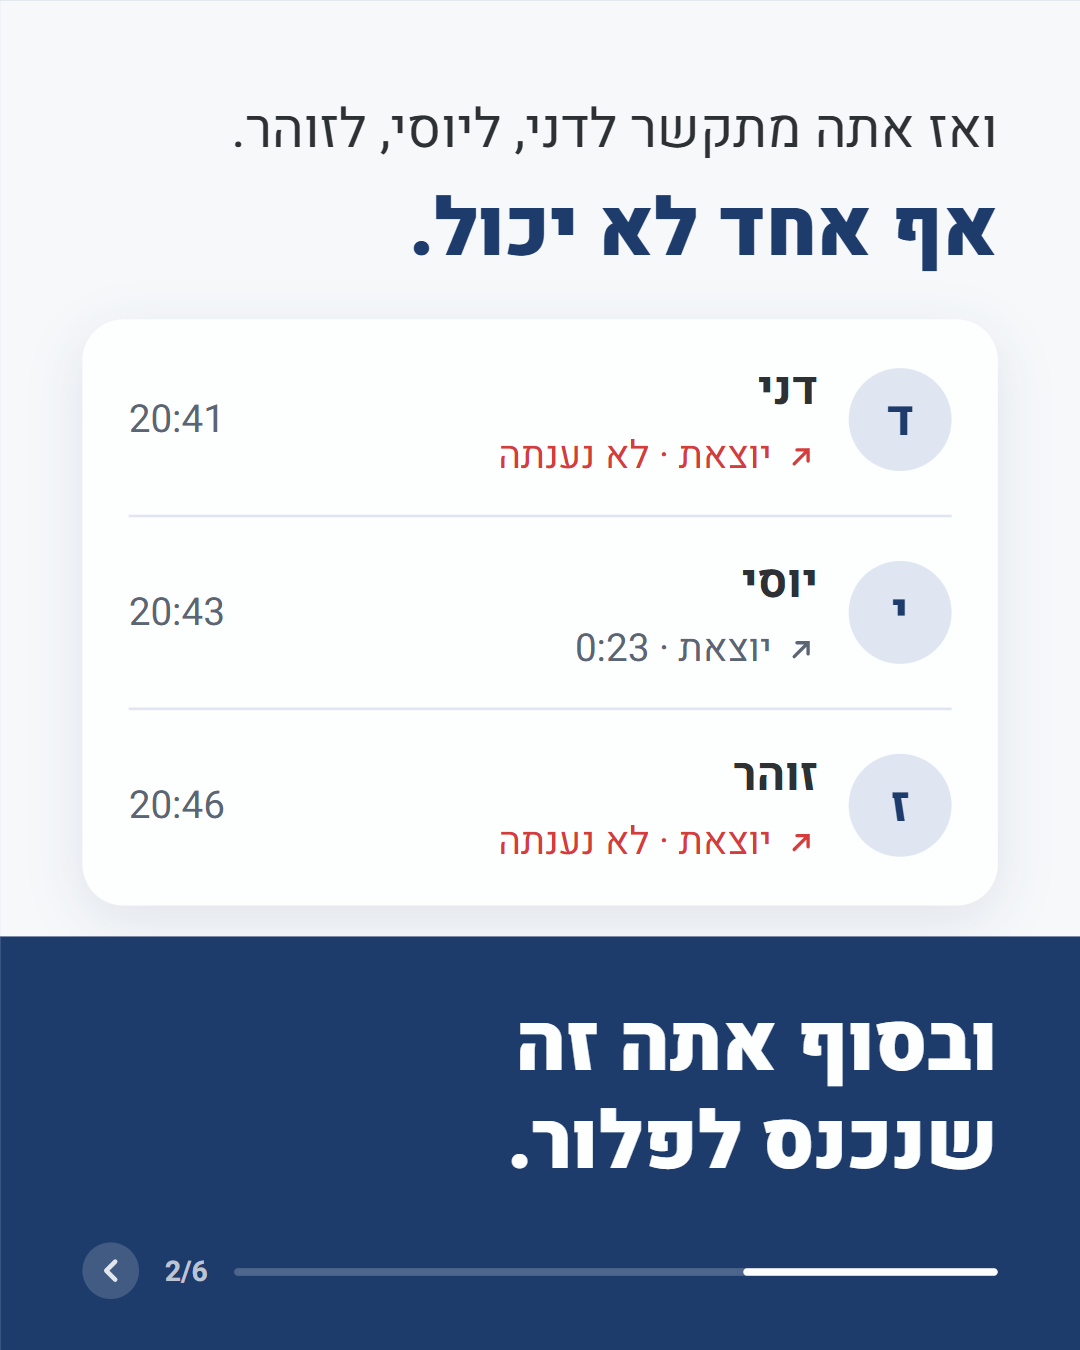 ואז אתה מתקשר לדני, ליוסי, לזוהר.
אף אחד לא יכול.
ד
דני
20:41
↗ יוצאת · לא נענתה
י
יוסי
20:43
↗ יוצאת · 0:23
ז
זוהר
20:46
↗ יוצאת · לא נענתה
ובסוף אתה זה
שנכנס לפלור.
2/6